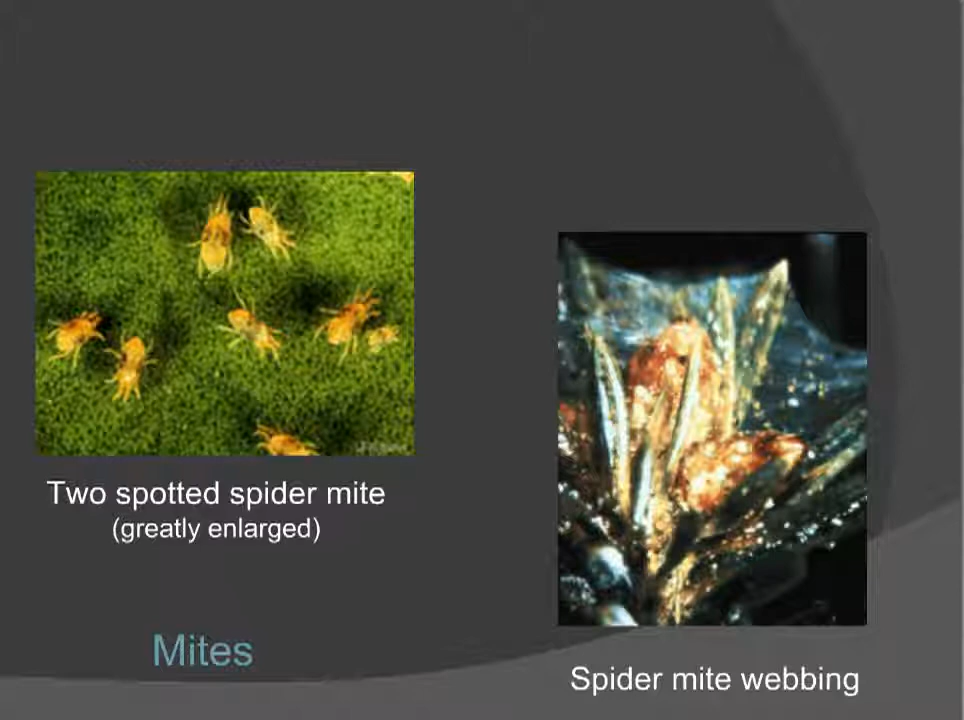 Two spotted spider mite
(greatly enlarged)
Mites
Spider mite webbing